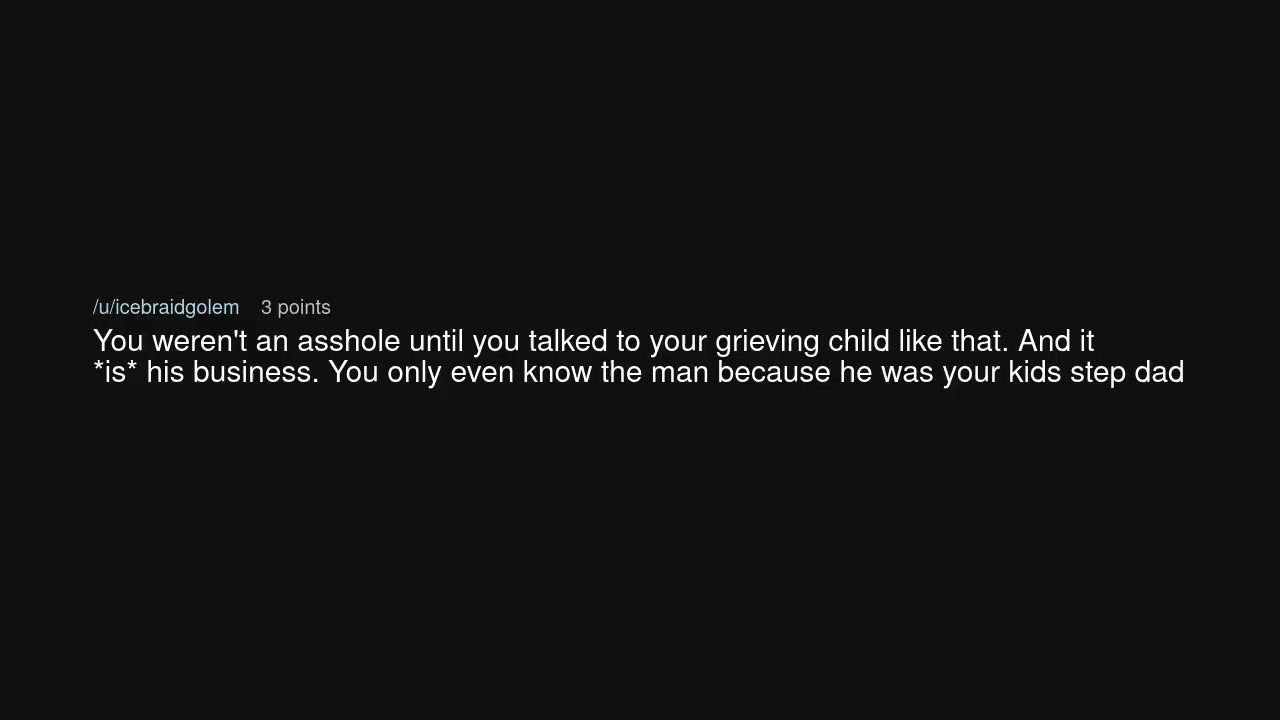 /u/icebraidgolem 3 points
You weren't an asshole until you talked to your grieving child like that. And it
*is* his business. You only even know the man because he was your kids step dad